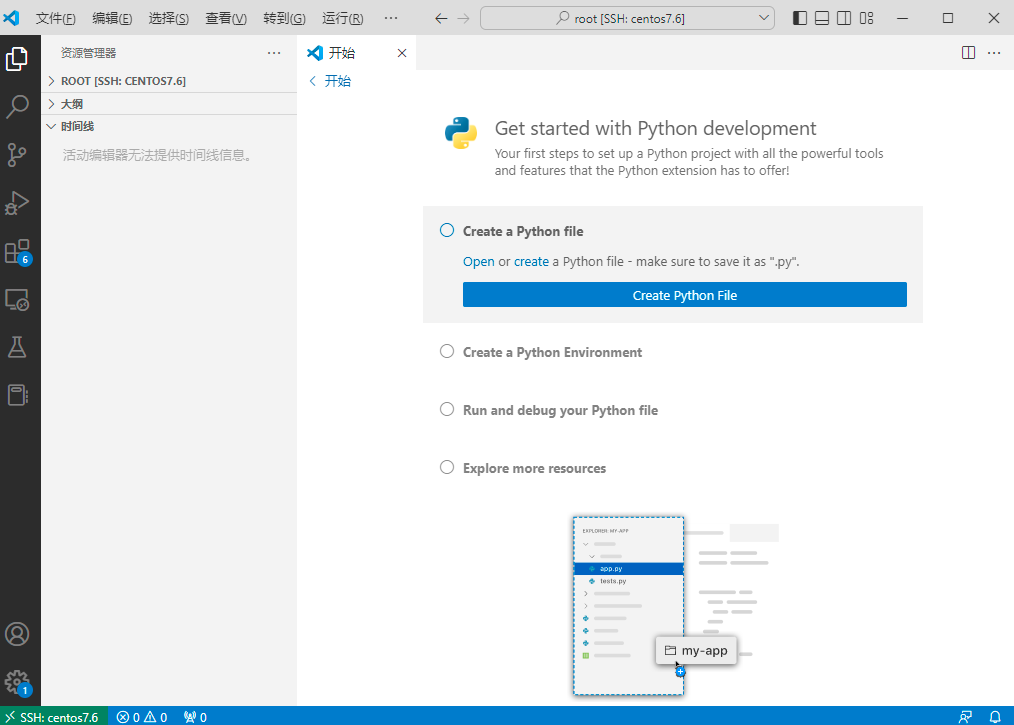 文件(F) 编辑(E) 选择(S) 查看(V) 转到(G) 运行(R) ··· root [SSH: centos7.6]
资源管理器 ···
开始
ROOT [SSH: CENTOS7.6]
大纲
时间线
活动编辑器无法提供时间线信息。
开始
Get started with Python development
Your first steps to set up a Python project with all the powerful tools
and features that the Python extension has to offer!
Create a Python file
Open or create a Python file - make sure to save it as ".py".
Create Python File
Create a Python Environment
Run and debug your Python file
Explore more resources
EXPLORER: MY-APP
app.py
tests.py
my-app
6
1
SSH: centos7.6 0 0 0